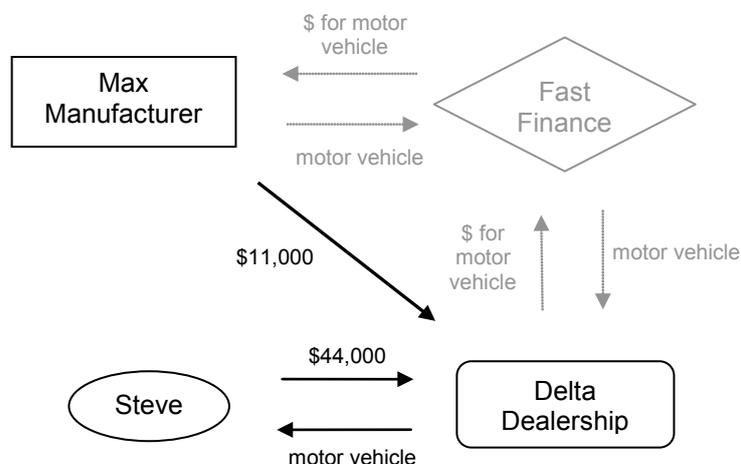 $ for motor
vehicle
Max
Manufacturer
Fast
Finance
motor vehicle
$11,000
$ for
motor
vehicle
motor vehicle
$44,000
Steve
Delta
Dealership
motor vehicle